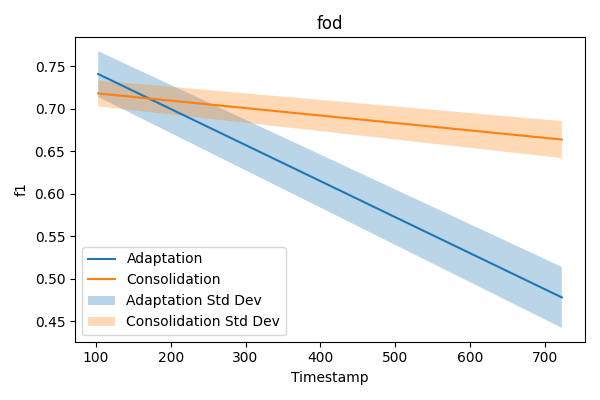 fod
f1
0.75
0.70
0.65
0.60
0.55
0.50
0.45
Adaptation
Consolidation
Adaptation Std Dev
Consolidation Std Dev
100 200 300 400 500 600 700
Timestamp